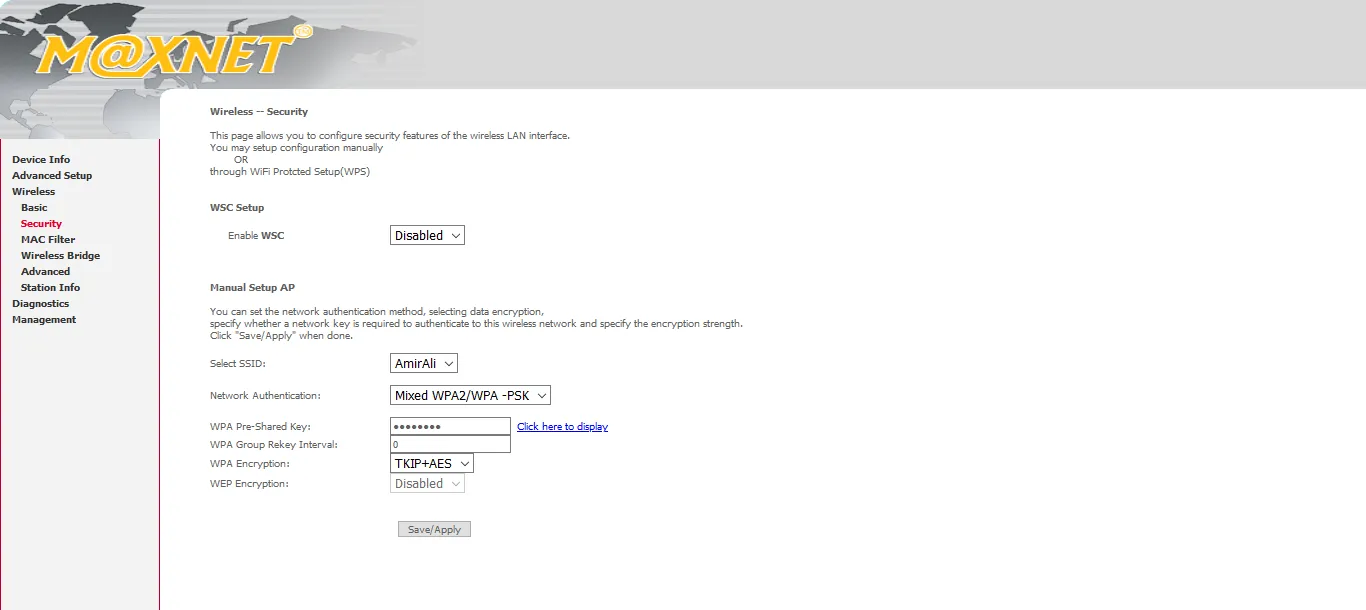 M@XNET
Device Info
Advanced Setup
Wireless
Basic
Security
MAC Filter
Wireless Bridge
Advanced
Station Info
Diagnostics
Management
Wireless -- Security
This page allows you to configure security features of the wireless LAN interface.
You may setup configuration manually
OR
through WiFi Protcted Setup(WPS)
WSC Setup
Enable WSC Disabled
Manual Setup AP
You can set the network authentication method, selecting data encryption,
specify whether a network key is required to authenticate to this wireless network and specify the encryption strength.
Click "Save/Apply" when done.
Select SSID: AmirAli
Network Authentication: Mixed WPA2/WPA -PSK
WPA Pre-Shared Key: •••••••• Click here to display
WPA Group Rekey Interval: 0
WPA Encryption: TKIP+AES
WEP Encryption: Disabled
Save/Apply